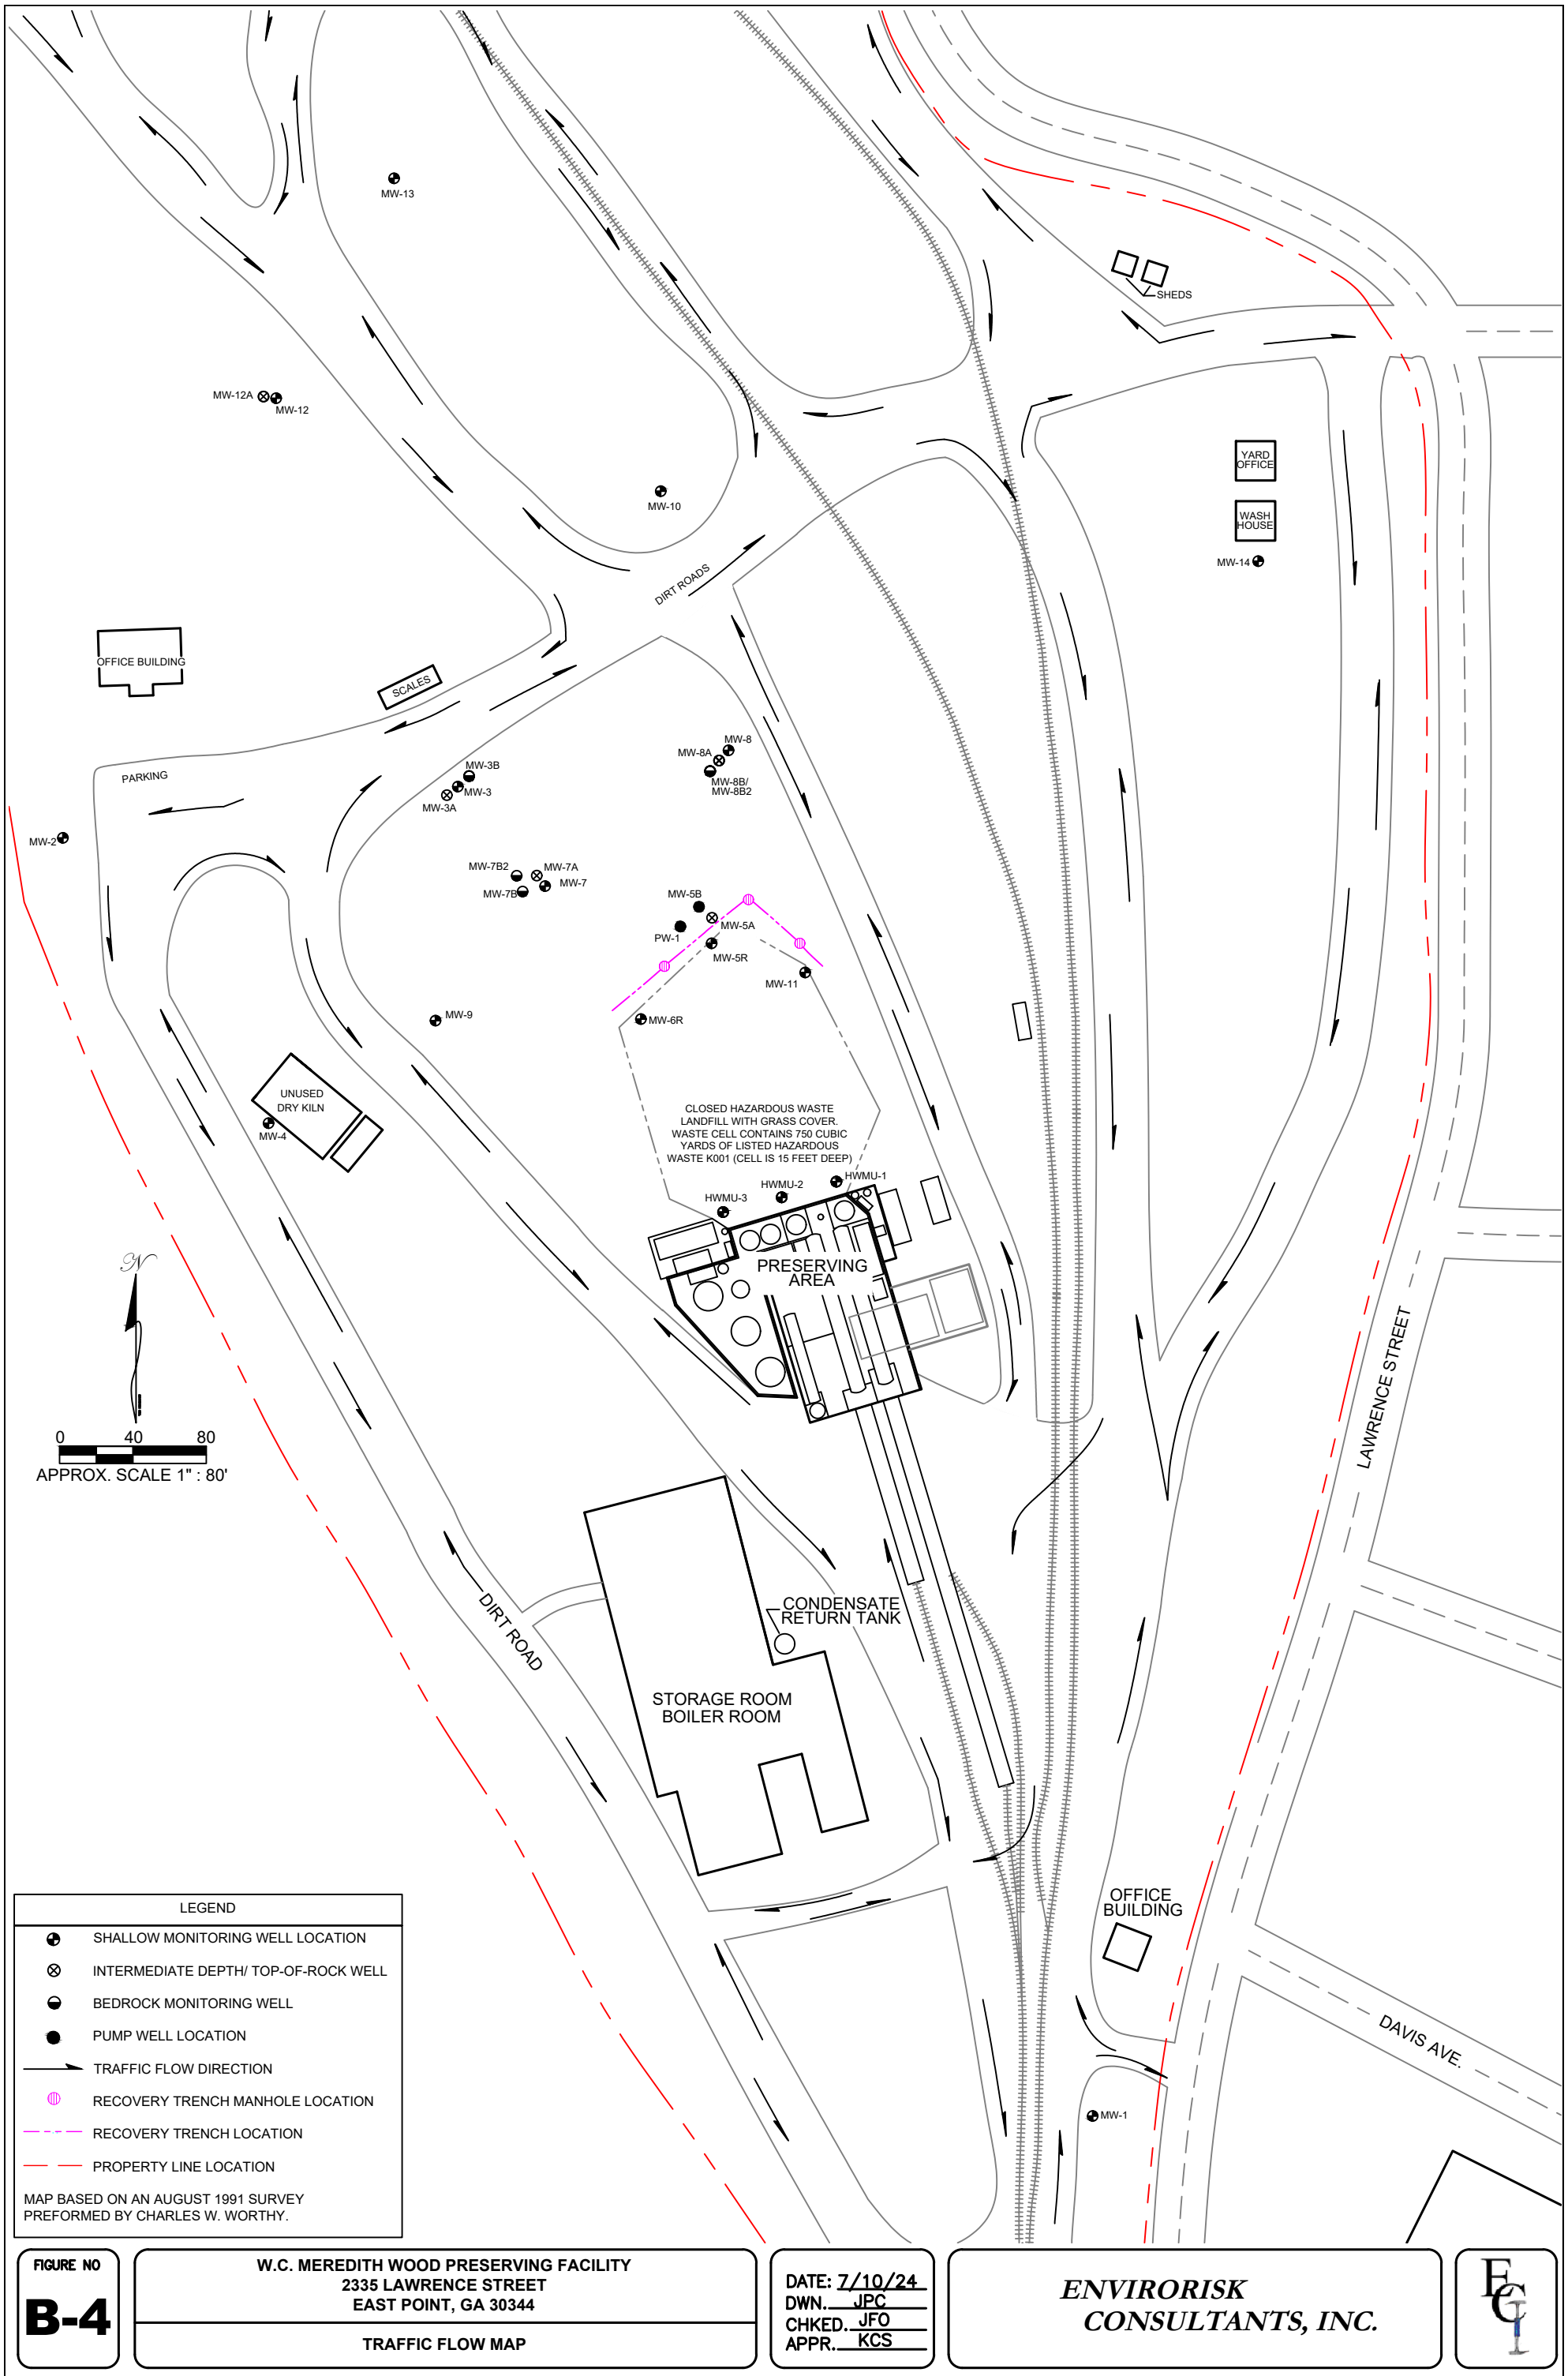 MW-13
SHEDS
MW-12A
MW-12
YARD
OFFICE
WASH
HOUSE
MW-10
MW-14
DIRT ROADS
OFFICE BUILDING
SCALES
PARKING
MW-8
MW-8A
MW-8B/
MW-8B2
MW-3B
MW-3
MW-3A
MW-2
MW-7B2
MW-7A
MW-7
MW-7B
MW-5B
MW-5A
PW-1
MW-5R
MW-11
MW-9
MW-6R
UNUSED
DRY KILN
MW-4
CLOSED HAZARDOUS WASTE
LANDFILL WITH GRASS COVER.
WASTE CELL CONTAINS 750 CUBIC
YARDS OF LISTED HAZARDOUS
WASTE K001 (CELL IS 15 FEET DEEP)
HWMU-1
HWMU-2
HWMU-3
PRESERVING
AREA
N
LAWRENCE STREET
0 40 80
APPROX. SCALE 1" : 80'
DIRT ROAD
CONDENSATE
RETURN TANK
STORAGE ROOM
BOILER ROOM
OFFICE
BUILDING
DAVIS AVE.
MW-1
LEGEND
SHALLOW MONITORING WELL LOCATION
INTERMEDIATE DEPTH/ TOP-OF-ROCK WELL
BEDROCK MONITORING WELL
PUMP WELL LOCATION
TRAFFIC FLOW DIRECTION
RECOVERY TRENCH MANHOLE LOCATION
RECOVERY TRENCH LOCATION
PROPERTY LINE LOCATION
MAP BASED ON AN AUGUST 1991 SURVEY
PREFORMED BY CHARLES W. WORTHY.
FIGURE NO
B-4
W.C. MEREDITH WOOD PRESERVING FACILITY
2335 LAWRENCE STREET
EAST POINT, GA 30344
TRAFFIC FLOW MAP
DATE: 7/10/24
DWN. JPC
CHKED. JFO
APPR. KCS
ENVIRORISK
CONSULTANTS, INC.
ECI